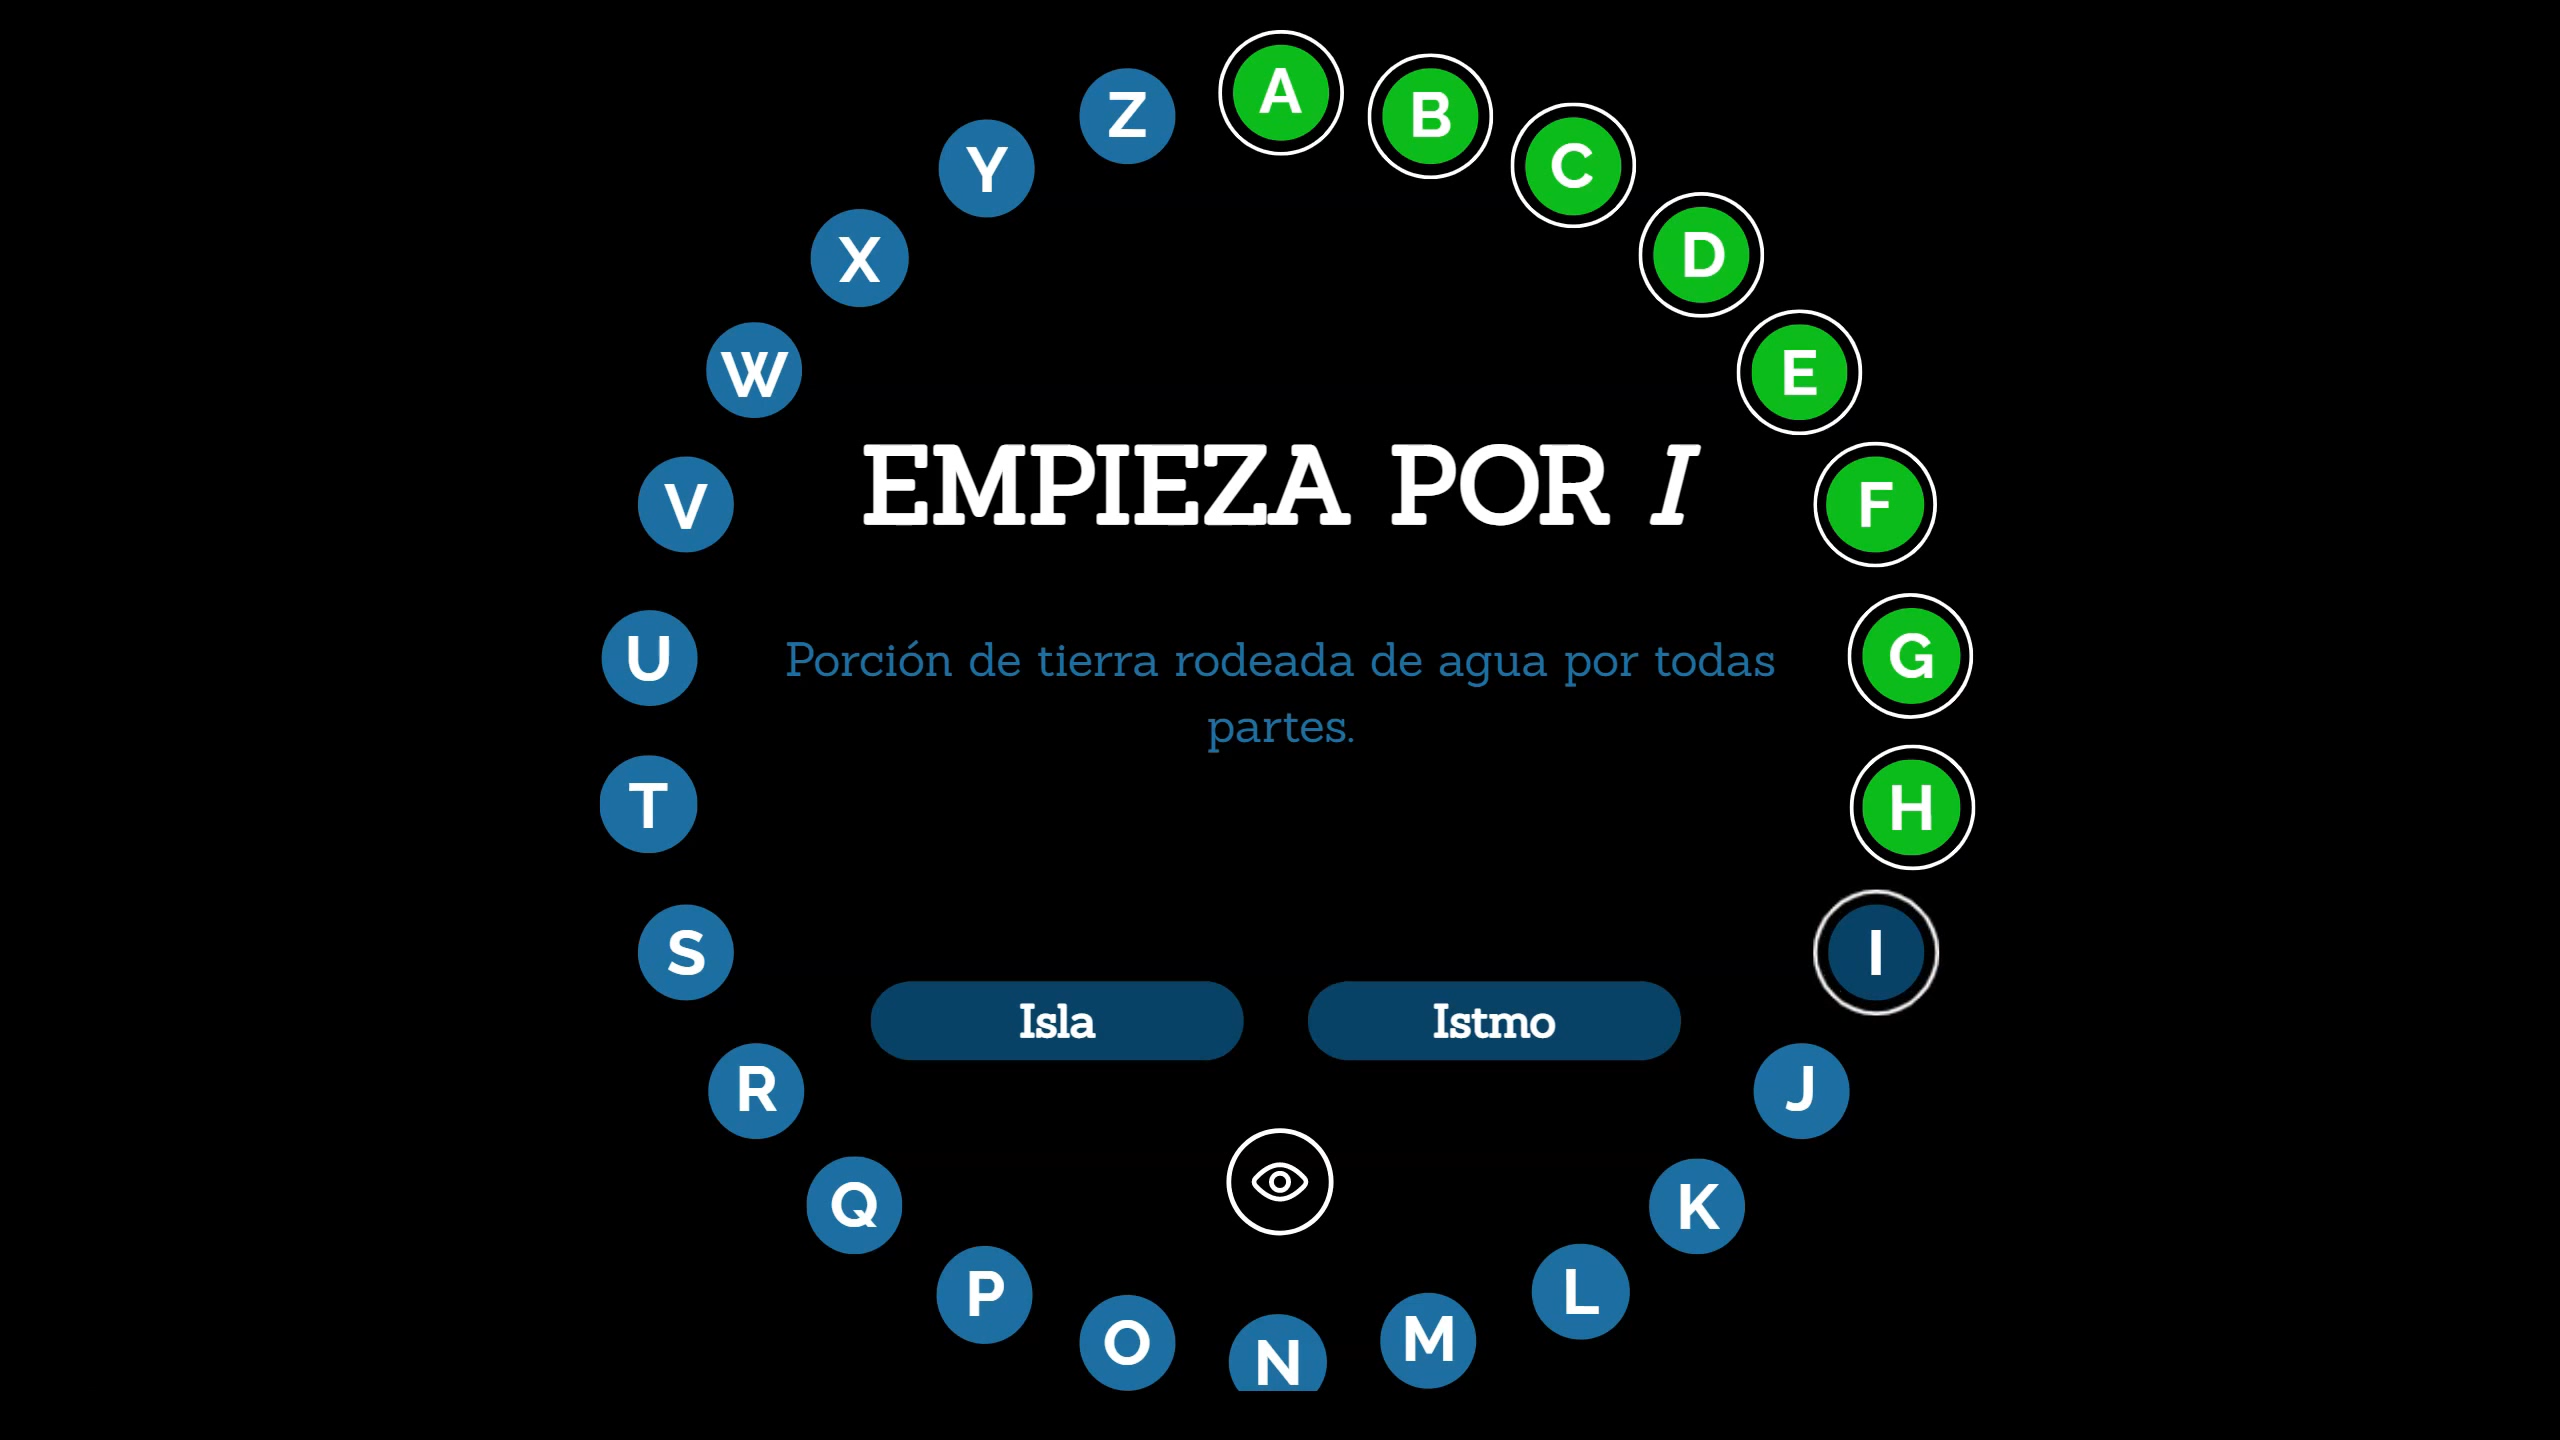 A
B
C
D
E
F
G
H
I
J
K
L
M
N
O
P
Q
R
S
T
U
V
W
X
Y
Z
EMPIEZA POR I
Porción de tierra rodeada de agua por todas
partes.
Isla
Istmo